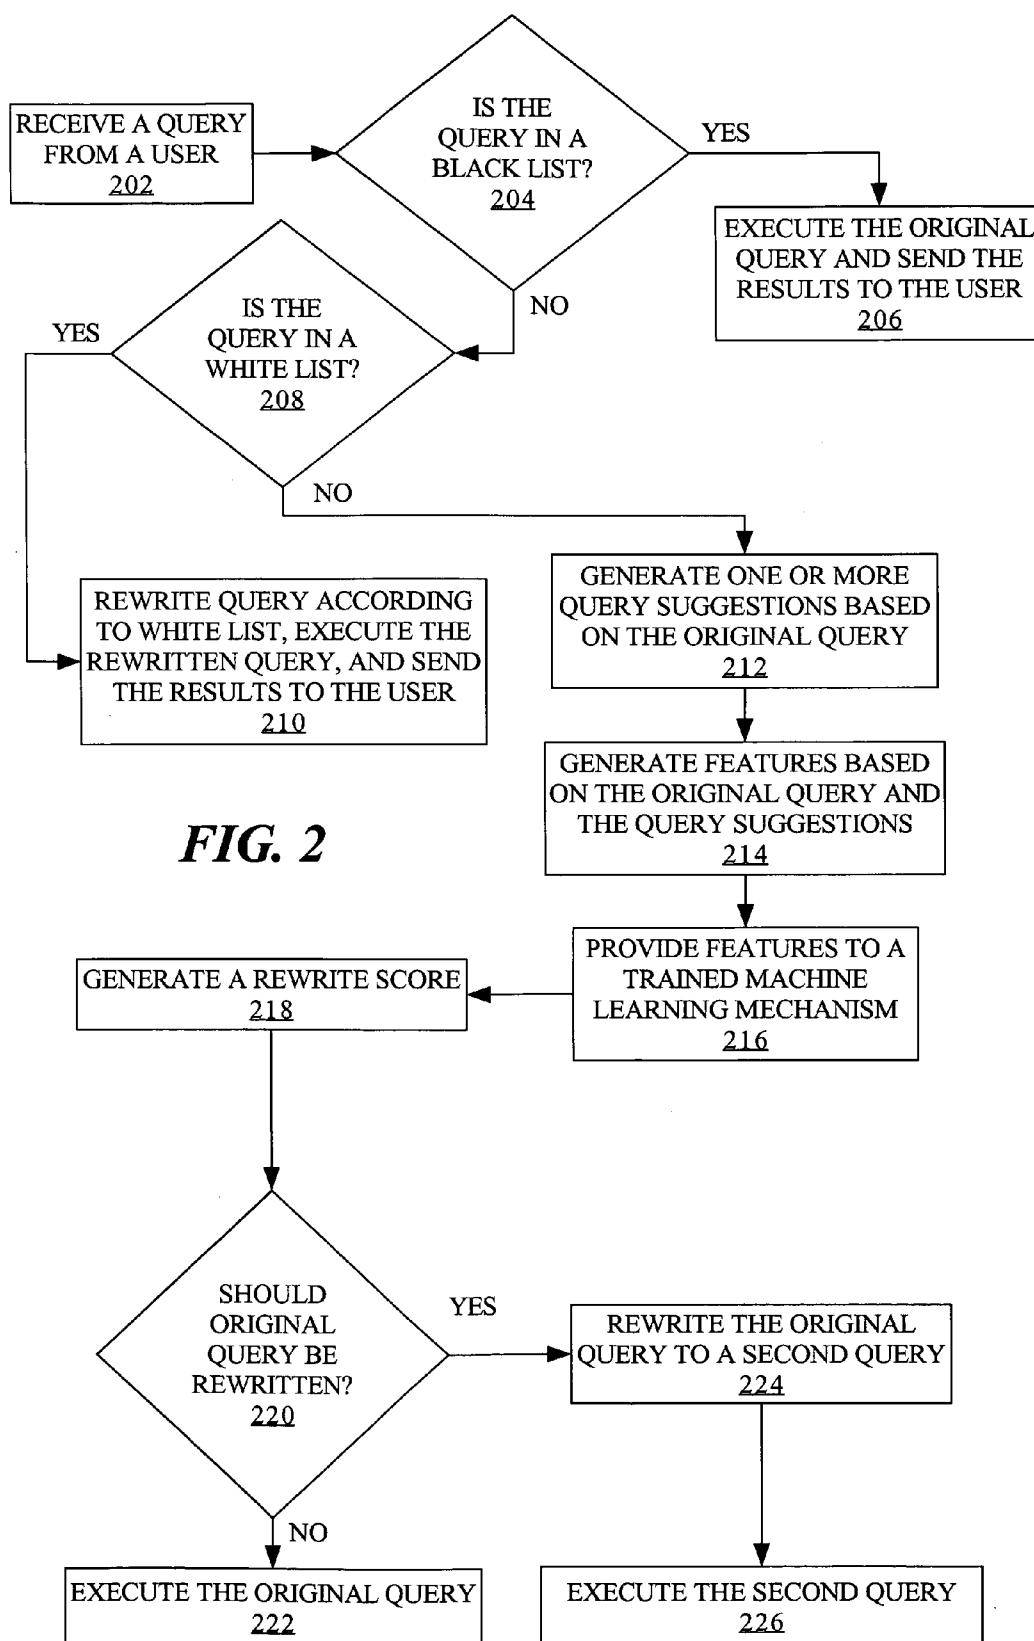 RECEIVE A QUERY
FROM A USER
202
IS THE
QUERY IN A
BLACK LIST?
204
YES
EXECUTE THE ORIGINAL
QUERY AND SEND THE
RESULTS TO THE USER
206
NO
IS THE
QUERY IN A
WHITE LIST?
208
YES
NO
REWRITE QUERY ACCORDING
TO WHITE LIST, EXECUTE THE
REWRITTEN QUERY, AND SEND
THE RESULTS TO THE USER
210
GENERATE ONE OR MORE
QUERY SUGGESTIONS BASED
ON THE ORIGINAL QUERY
212
GENERATE FEATURES BASED
ON THE ORIGINAL QUERY AND
THE QUERY SUGGESTIONS
214
FIG. 2
PROVIDE FEATURES TO A
TRAINED MACHINE
LEARNING MECHANISM
216
GENERATE A REWRITE SCORE
218
SHOULD
ORIGINAL
QUERY BE
REWRITTEN?
220
YES
REWRITE THE ORIGINAL
QUERY TO A SECOND QUERY
224
NO
EXECUTE THE ORIGINAL QUERY
222
EXECUTE THE SECOND QUERY
226